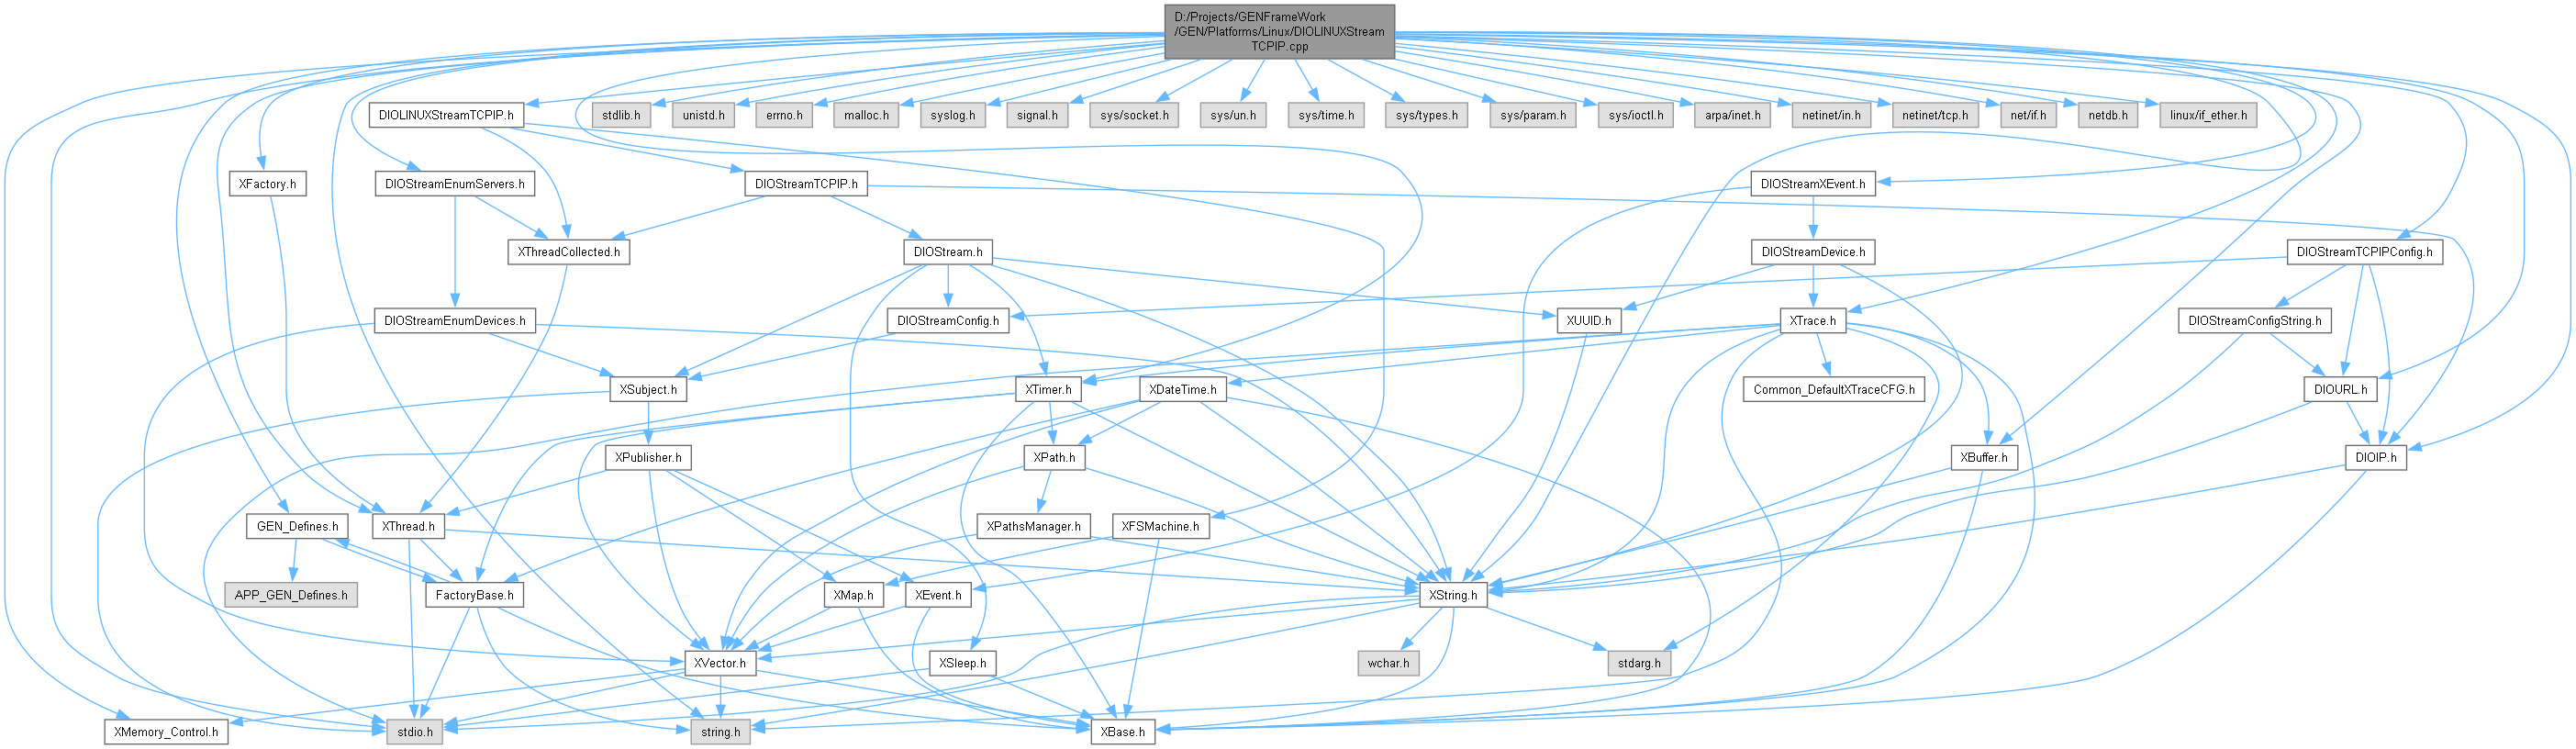 D:/Projects/GENFrameWork
/GEN/Platforms/Linux/DIOLINUXStream
TCPIP.cpp
DIOLINUXStreamTCPIP.h
stdlib.h
unistd.h
errno.h
malloc.h
syslog.h
signal.h
sys/socket.h
sys/un.h
sys/time.h
sys/types.h
sys/param.h
sys/ioctl.h
arpa/inet.h
netinet/in.h
netinet/tcp.h
net/if.h
netdb.h
linux/if_ether.h
XFactory.h
DIOStreamEnumServers.h
DIOStreamTCPIP.h
DIOStreamXEvent.h
XThreadCollected.h
DIOStream.h
DIOStreamDevice.h
DIOStreamTCPIPConfig.h
DIOStreamEnumDevices.h
DIOStreamConfig.h
XUUID.h
XTrace.h
DIOStreamConfigString.h
XSubject.h
XTimer.h
XDateTime.h
Common_DefaultXTraceCFG.h
DIOURL.h
XPublisher.h
XPath.h
XBuffer.h
DIOIP.h
GEN_Defines.h
XThread.h
XPathsManager.h
XFSMachine.h
APP_GEN_Defines.h
FactoryBase.h
XMap.h
XEvent.h
XString.h
XVector.h
XSleep.h
wchar.h
stdarg.h
XMemory_Control.h
stdio.h
string.h
XBase.h